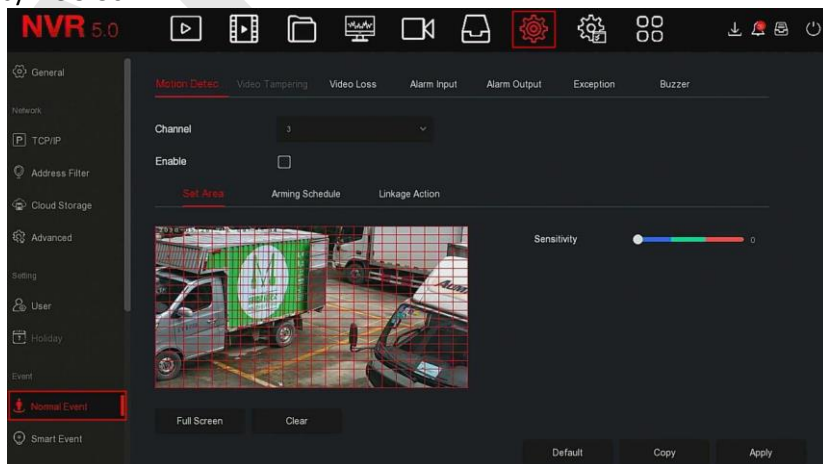 NVR 5.0
General
Network
P TCP/IP
Address Filter
Cloud Storage
Advanced
Setting
User
Holiday
Event
Normal Event
Smart Event
Motion Detec Video Tampering Video Loss Alarm Input Alarm Output Exception Buzzer
Channel 3
Enable
Set Area Arming Schedule Linkage Action
Sensitivity 0
Full Screen Clear
Default Copy Apply